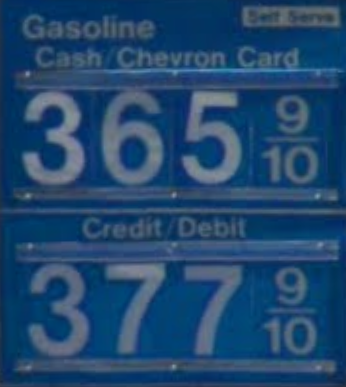 Self Serve
Gasoline
Cash/Chevron Card
365 9/10
Credit/Debit
377 9/10